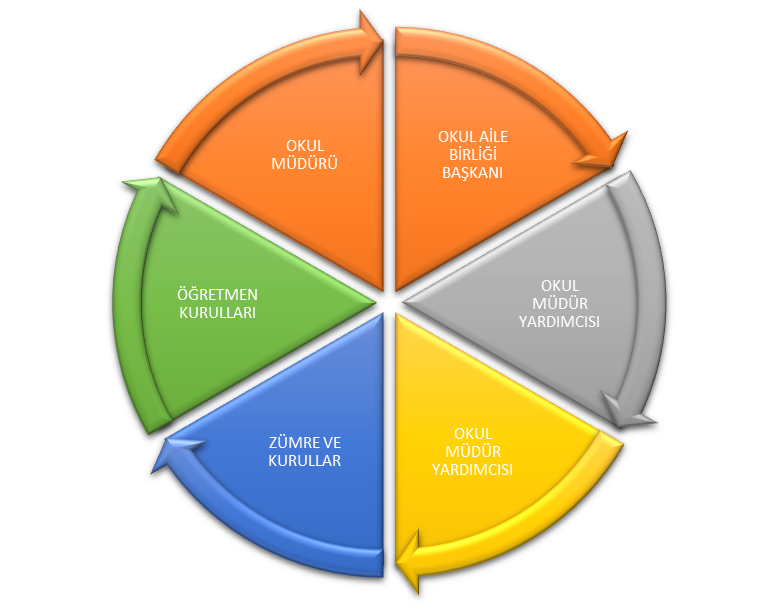 OKUL
MÜDÜRÜ
OKUL AİLE
BİRLİĞİ
BAŞKANI
OKUL
MÜDÜR
YARDIMCISI
OKUL
MÜDÜR
YARDIMCISI
ZÜMRE VE
KURULLAR
ÖĞRETMEN
KURULLARI